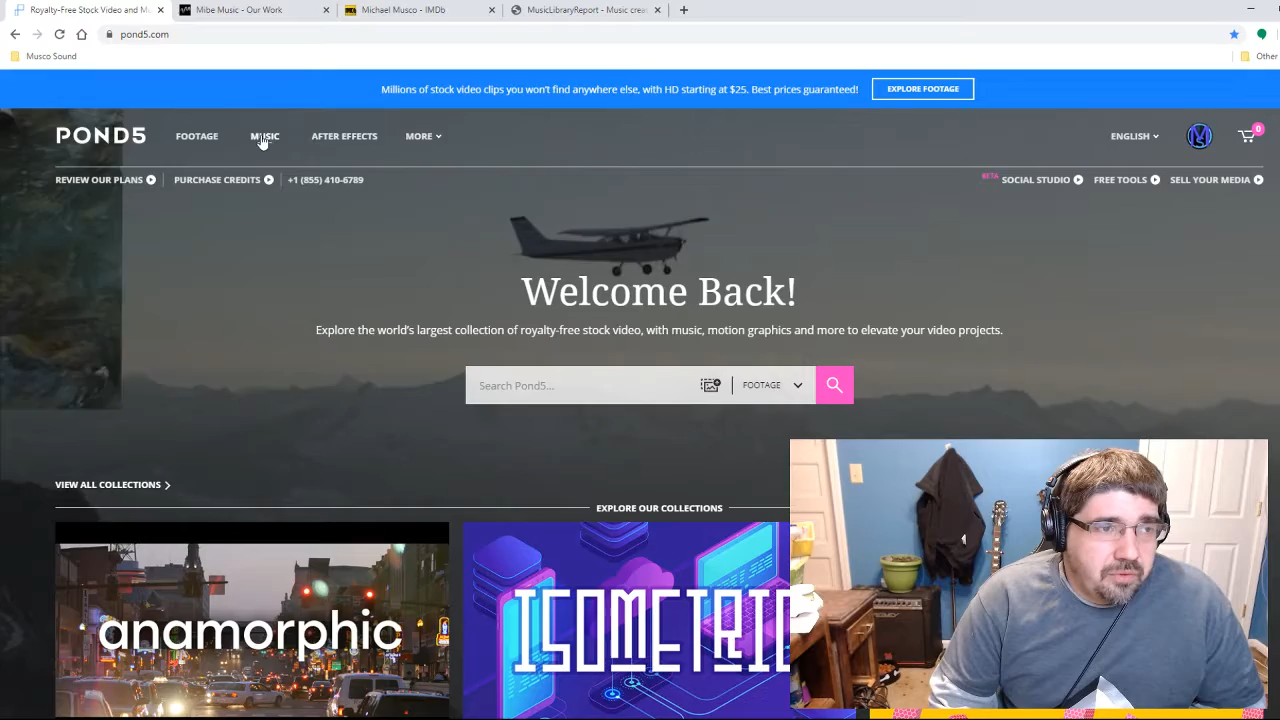 Royalty-Free Stock Video and Mu
Mibe Music - Our Work
Michael Musco - IMDb
MusicLibraryReport - Music crea
pond5.com
Musco Sound
Other
Millions of stock video clips you won't find anywhere else, with HD starting at $25. Best prices guaranteed!
EXPLORE FOOTAGE
POND5
FOOTAGE
MUSIC
AFTER EFFECTS
MORE
ENGLISH
0
REVIEW OUR PLANS
PURCHASE CREDITS
+1 (855) 410-6789
BETA
SOCIAL STUDIO
FREE TOOLS
SELL YOUR MEDIA
Welcome Back!
Explore the world's largest collection of royalty-free stock video, with music, motion graphics and more to elevate your video projects.
Search Pond5...
FOOTAGE
VIEW ALL COLLECTIONS
EXPLORE OUR COLLECTIONS
anamorphic
ISOMETRIC